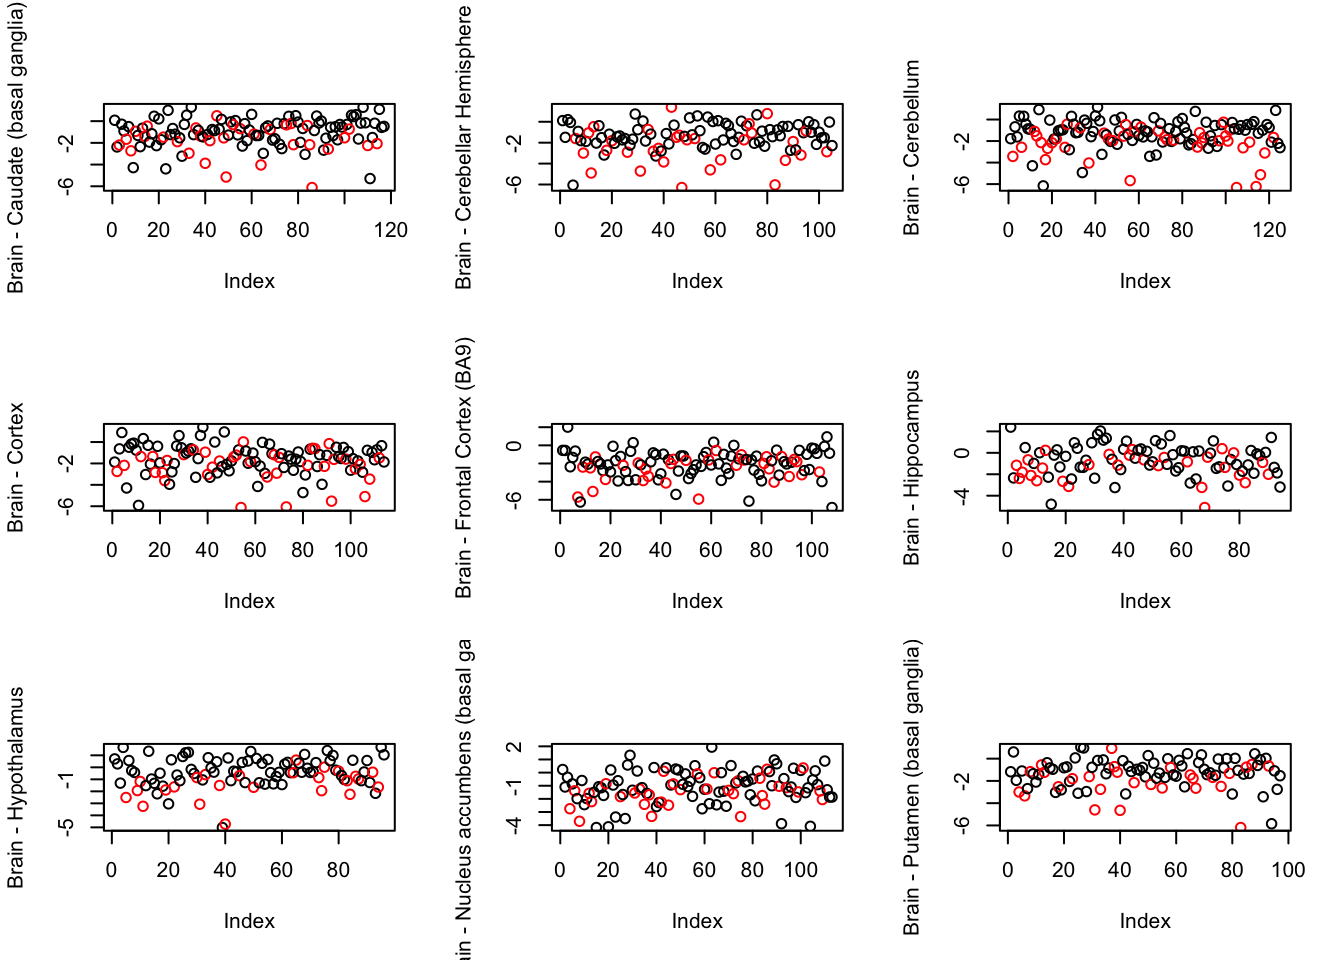 Brain - Caudate (basal ganglia)
-6 -2
0 20 40 60 80 120
Index
Brain - Cerebellar Hemisphere
-6 -2
0 20 40 60 80 100
Index
Brain - Cerebellum
-6 -2
0 20 40 60 80 120
Index
Brain - Cortex
-6 -2
0 20 40 60 80 100
Index
Brain - Frontal Cortex (BA9)
-6 0
0 20 40 60 80 100
Index
Brain - Hippocampus
-4 0
0 20 40 60 80
Index
Brain - Hypothalamus
-5 -1
0 20 40 60 80
Index
ain - Nucleus accumbens (basal ga
-4 -1 2
0 20 40 60 80 100
Index
Brain - Putamen (basal ganglia)
-6 -2
0 20 40 60 80 100
Index